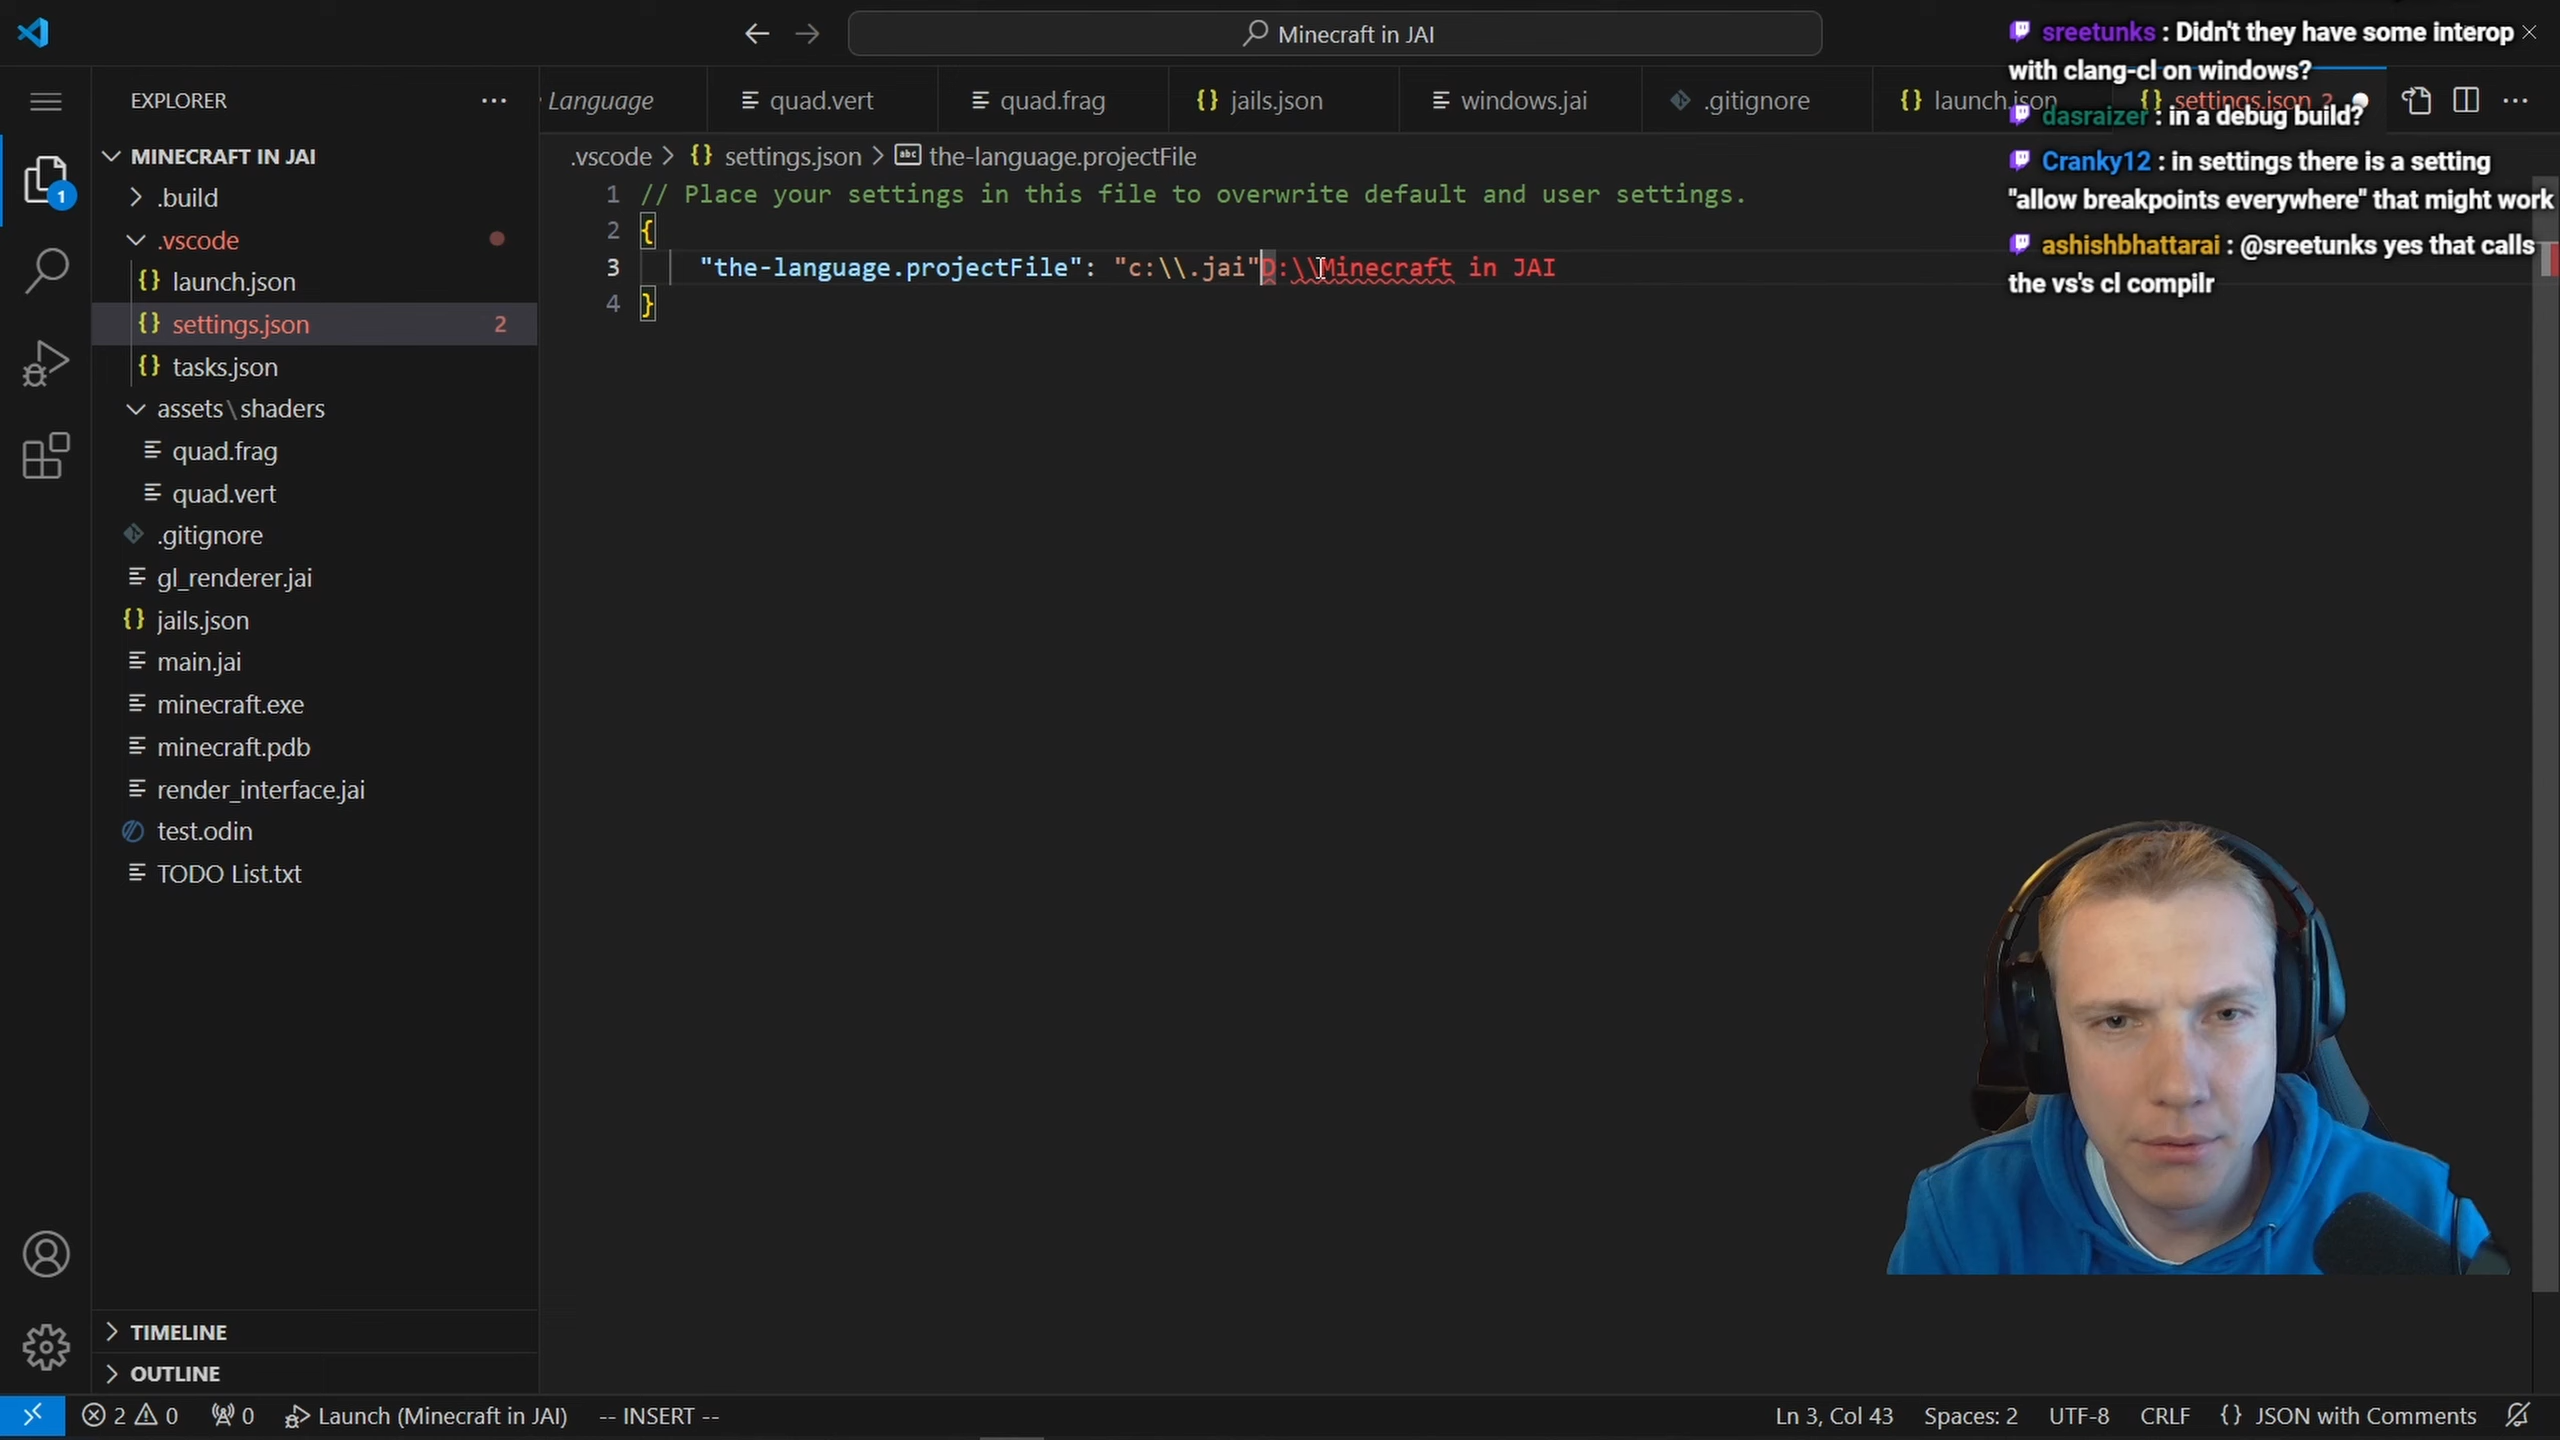 Minecraft in JAI
sreetunks : Didn't they have some interop
with clang-cl on windows?
dasraizer : in a debug build?
Cranky12 : in settings there is a setting
"allow breakpoints everywhere" that might work
ashishbhattarai : @sreetunks yes that calls
the vs's cl compilr
EXPLORER
Language
quad.vert
quad.frag
jails.json
windows.jai
.gitignore
launch.json
settings.json 2
MINECRAFT IN JAI
.build
.vscode
launch.json
settings.json 2
tasks.json
assets\shaders
quad.frag
quad.vert
.gitignore
gl_renderer.jai
jails.json
main.jai
minecraft.exe
minecraft.pdb
render_interface.jai
test.odin
TODO List.txt
TIMELINE
OUTLINE
1
.vscode > {} settings.json > abc the-language.projectFile
1 // Place your settings in this file to overwrite default and user settings.
2 {
3 "the-language.projectFile": "c:\\.jai"D:\\Minecraft in JAI
4 }
2 0 0 Launch (Minecraft in JAI) -- INSERT -- Ln 3, Col 43 Spaces: 2 UTF-8 CRLF {} JSON with Comments